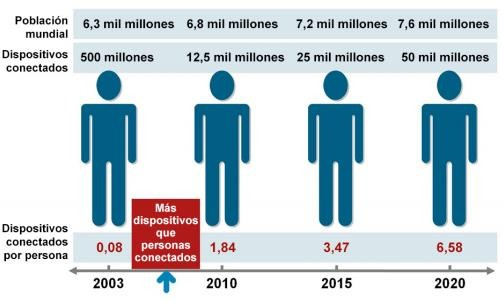 Población mundial 6,3 mil millones 6,8 mil millones 7,2 mil millones 7,6 mil millones
Dispositivos conectados 500 millones 12,5 mil millones 25 mil millones 50 mil millones
Más dispositivos que personas conectados
Dispositivos conectados por persona 0,08 1,84 3,47 6,58
2003 2010 2015 2020